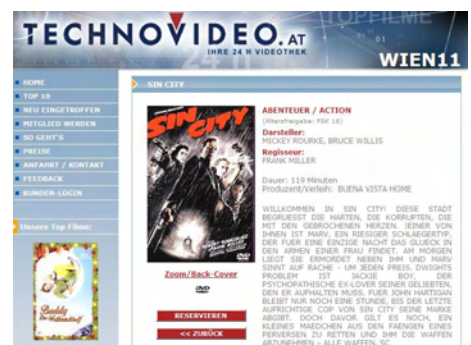 TECHNOVIDEO.AT
IHRE 24 H VIDEOTHEK
TOPFILME
01
WIEN11
HOME
TOP 10
NEU EINGETROFFEN
MITGLIED WERDEN
SO GEHT'S
PREISE
ANFAHRT / KONTAKT
FEEDBACK
KUNDEN-LOGIN
Unsere Top Filme:
SIN CITY
SIN CITY
Zoom/Back-Cover
DVD
RESERVIEREN
<< ZURÜCK
ABENTEUER / ACTION
(Altersfreigabe: FSK 18)
Darsteller:
MICKEY ROURKE, BRUCE WILLIS
Regisseur:
FRANK MILLER
Dauer: 119 Minuten
Produzent/Verleih: BUENA VISTA HOME
WILLKOMMEN IN SIN CITY! DIESE STADT
BEGRUESST DIE HARTEN, DIE KORRUPTEN, DIE
MIT DEN GEBROCHENEN HERZEN. EINER VON
IHNEN IST MARV, EIN RIESIGER SCHLAEGERTYP,
DER FUER EINE EINZIGE NACHT DAS GLUECK IN
DEN ARMEN EINER FRAU FINDET. AM MORGEN
LIEGT SIE ERMORDET NEBEN IHM UND MARV
SINNT AUF RACHE - UM JEDEN PREIS. DWIGHTS
PROBLEM IST JACKIE BOY, DER
PSYCHOPATHISCHE EX-LOVER SEINER GELIEBTEN,
DEN ER AUFHALTEN MUSS. FUER JOHN HARTIGAN
BLEIBT NUR NOCH EINE STUNDE, BIS DER LETZTE
AUFRICHTIGE COP VON SIN CITY SEINE MARKE
ABGIBT. DOCH DAVOR GILT ES NOCH, EIN
KLEINES MAEDCHEN AUS DEN FAENGEN EINES
PERVERSEN ZU RETTEN UND IHM DIE WAFFEN
ABZUNEHMEN - ALLE WAFFEN. SC